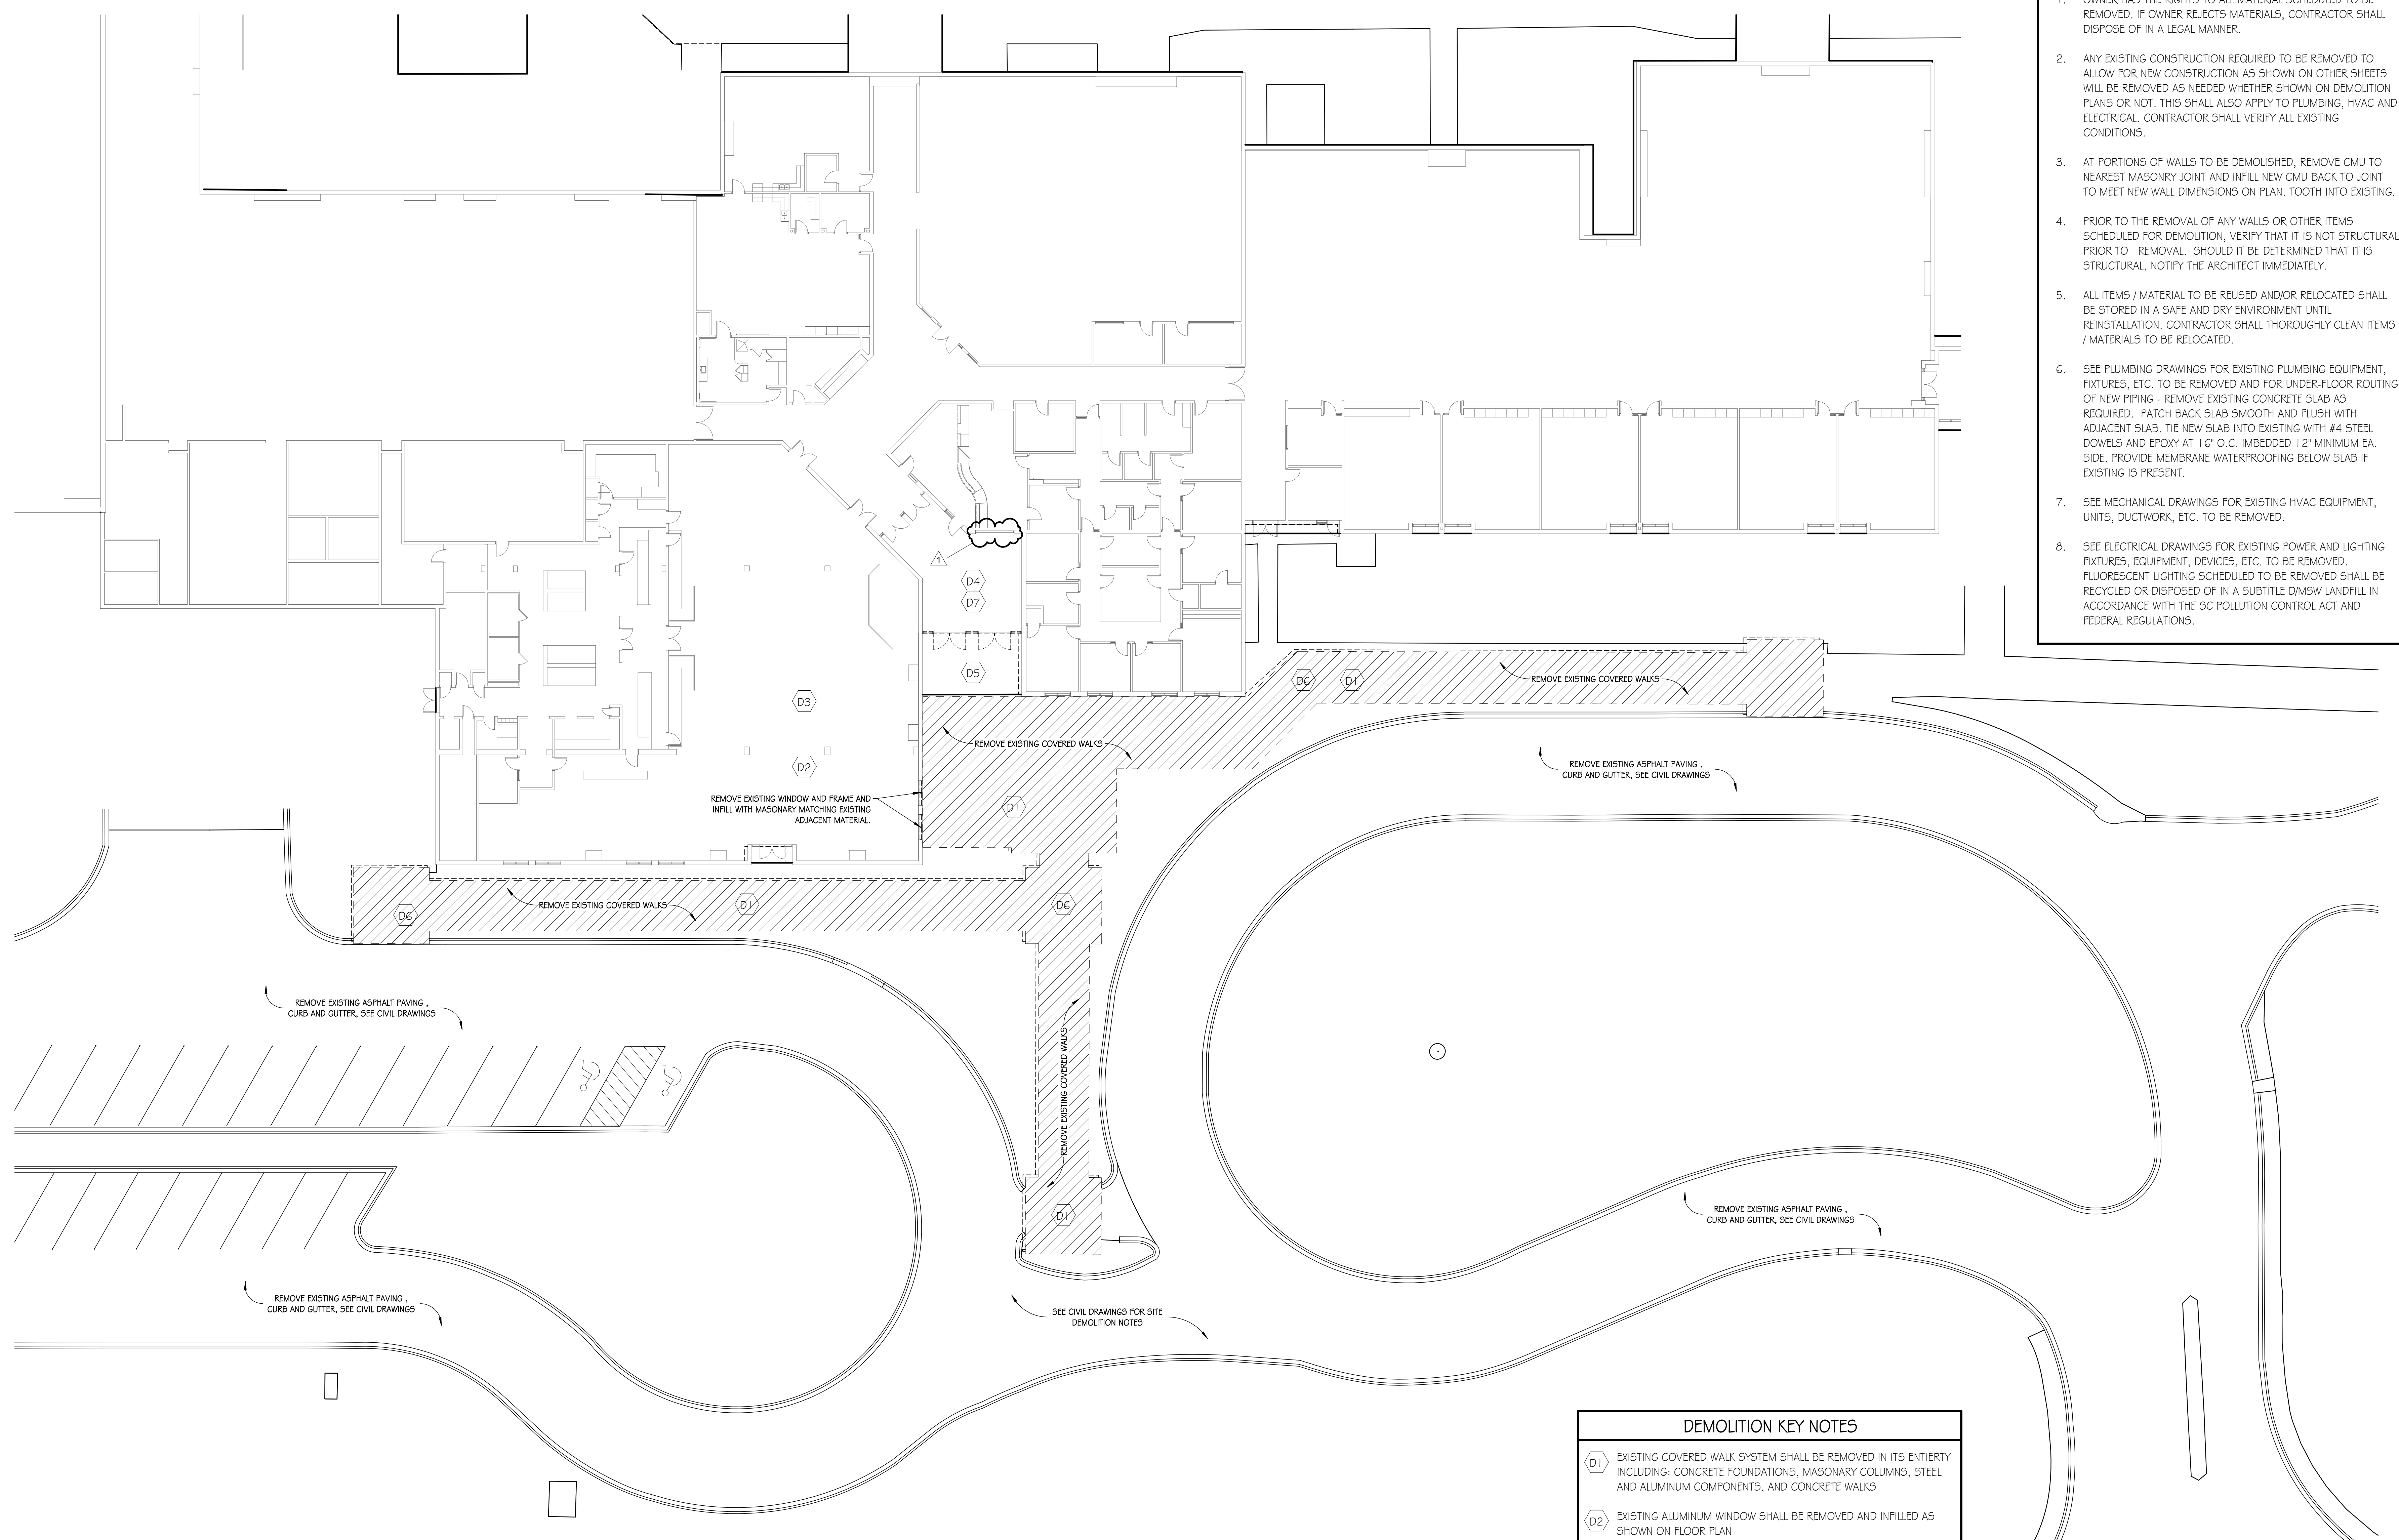 1. OWNER HAS THE RIGHTS TO ALL MATERIAL SCHEDULED TO BE
REMOVED. IF OWNER REJECTS MATERIALS, CONTRACTOR SHALL
DISPOSE OF IN A LEGAL MANNER.
2. ANY EXISTING CONSTRUCTION REQUIRED TO BE REMOVED TO
ALLOW FOR NEW CONSTRUCTION AS SHOWN ON OTHER SHEETS
WILL BE REMOVED AS NEEDED WHETHER SHOWN ON DEMOLITION
PLANS OR NOT. THIS SHALL ALSO APPLY TO PLUMBING, HVAC AND
ELECTRICAL. CONTRACTOR SHALL VERIFY ALL EXISTING
CONDITIONS.
3. AT PORTIONS OF WALLS TO BE DEMOLISHED, REMOVE CMU TO
NEAREST MASONRY JOINT AND INFILL NEW CMU BACK TO JOINT
TO MEET NEW WALL DIMENSIONS ON PLAN. TOOTH INTO EXISTING.
4. PRIOR TO THE REMOVAL OF ANY WALLS OR OTHER ITEMS
SCHEDULED FOR DEMOLITION, VERIFY THAT IT IS NOT STRUCTURAL
PRIOR TO REMOVAL. SHOULD IT BE DETERMINED THAT IT IS
STRUCTURAL, NOTIFY THE ARCHITECT IMMEDIATELY.
5. ALL ITEMS / MATERIAL TO BE REUSED AND/OR RELOCATED SHALL
BE STORED IN A SAFE AND DRY ENVIRONMENT UNTIL
REINSTALLATION. CONTRACTOR SHALL THOROUGHLY CLEAN ITEMS
/ MATERIALS TO BE RELOCATED.
6. SEE PLUMBING DRAWINGS FOR EXISTING PLUMBING EQUIPMENT,
FIXTURES, ETC. TO BE REMOVED AND FOR UNDER-FLOOR ROUTING
OF NEW PIPING - REMOVE EXISTING CONCRETE SLAB AS
REQUIRED. PATCH BACK SLAB SMOOTH AND FLUSH WITH
ADJACENT SLAB. TIE NEW SLAB INTO EXISTING WITH #4 STEEL
DOWELS AND EPOXY AT 16" O.C. IMBEDDED 12" MINIMUM EA.
SIDE. PROVIDE MEMBRANE WATERPROOFING BELOW SLAB IF
EXISTING IS PRESENT.
7. SEE MECHANICAL DRAWINGS FOR EXISTING HVAC EQUIPMENT,
UNITS, DUCTWORK, ETC. TO BE REMOVED.
8. SEE ELECTRICAL DRAWINGS FOR EXISTING POWER AND LIGHTING
FIXTURES, EQUIPMENT, DEVICES, ETC. TO BE REMOVED.
FLUORESCENT LIGHTING SCHEDULED TO BE REMOVED SHALL BE
RECYCLED OR DISPOSED OF IN A SUBTITLE D/MSW LANDFILL IN
ACCORDANCE WITH THE SC POLLUTION CONTROL ACT AND
FEDERAL REGULATIONS.
1
D4
D7
D5
D3
D2
D6
D1
REMOVE EXISTING COVERED WALKS
REMOVE EXISTING COVERED WALKS
REMOVE EXISTING ASPHALT PAVING ,
CURB AND GUTTER, SEE CIVIL DRAWINGS
REMOVE EXISTING WINDOW AND FRAME AND
INFILL WITH MASONARY MATCHING EXISTING
ADJACENT MATERIAL.
D1
D6
REMOVE EXISTING COVERED WALKS
D1
D6
REMOVE EXISTING ASPHALT PAVING ,
CURB AND GUTTER, SEE CIVIL DRAWINGS
REMOVE EXISTING COVERED WALKS
D1
REMOVE EXISTING ASPHALT PAVING ,
CURB AND GUTTER, SEE CIVIL DRAWINGS
REMOVE EXISTING ASPHALT PAVING ,
CURB AND GUTTER, SEE CIVIL DRAWINGS
SEE CIVIL DRAWINGS FOR SITE
DEMOLITION NOTES
DEMOLITION KEY NOTES
D1 EXISTING COVERED WALK SYSTEM SHALL BE REMOVED IN ITS ENTIERTY
INCLUDING: CONCRETE FOUNDATIONS, MASONARY COLUMNS, STEEL
AND ALUMINUM COMPONENTS, AND CONCRETE WALKS
D2 EXISTING ALUMINUM WINDOW SHALL BE REMOVED AND INFILLED AS
SHOWN ON FLOOR PLAN